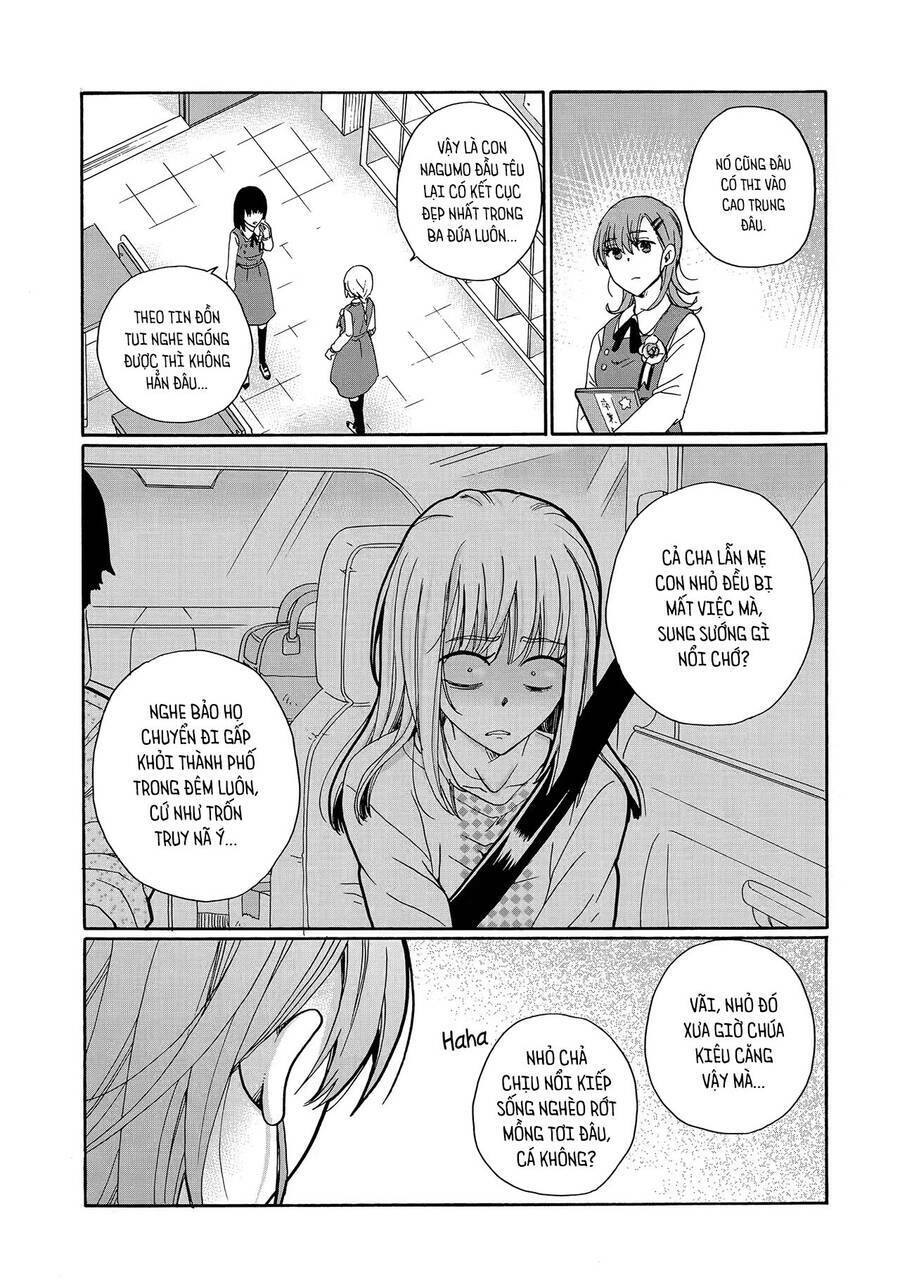 NÓ CŨNG ĐÂU
CÓ THI VÀO
CAO TRUNG
ĐÂU.
VẬY LÀ CON
NAGUMO ĐẦU TÊU
LẠI CÓ KẾT CỤC
ĐẸP NHẤT TRONG
BA ĐỨA LUÔN...
THEO TIN ĐỒN
TUI NGHE NGÓNG
ĐƯỢC THÌ KHÔNG
HẲN ĐÂU...
CẢ CHA LẪN MẸ
CON NHỎ ĐỀU BỊ
MẤT VIỆC MÀ,
SUNG SƯỚNG GÌ
NỔI CHỚ?
NGHE BẢO HỌ
CHUYỂN ĐI GẤP
KHỎI THÀNH PHỐ
TRONG ĐÊM LUÔN,
CỨ NHƯ TRỐN
TRUY NÃ Ý...
VÃI, NHỎ ĐÓ
XƯA GIỜ CHÚA
KIÊU CĂNG
VẬY MÀ...
Haha
NHỎ CHẢ
CHỊU NỔI KIẾP
SỐNG NGHÈO RỚT
MỒNG TƠI ĐÂU,
CÁ KHÔNG?